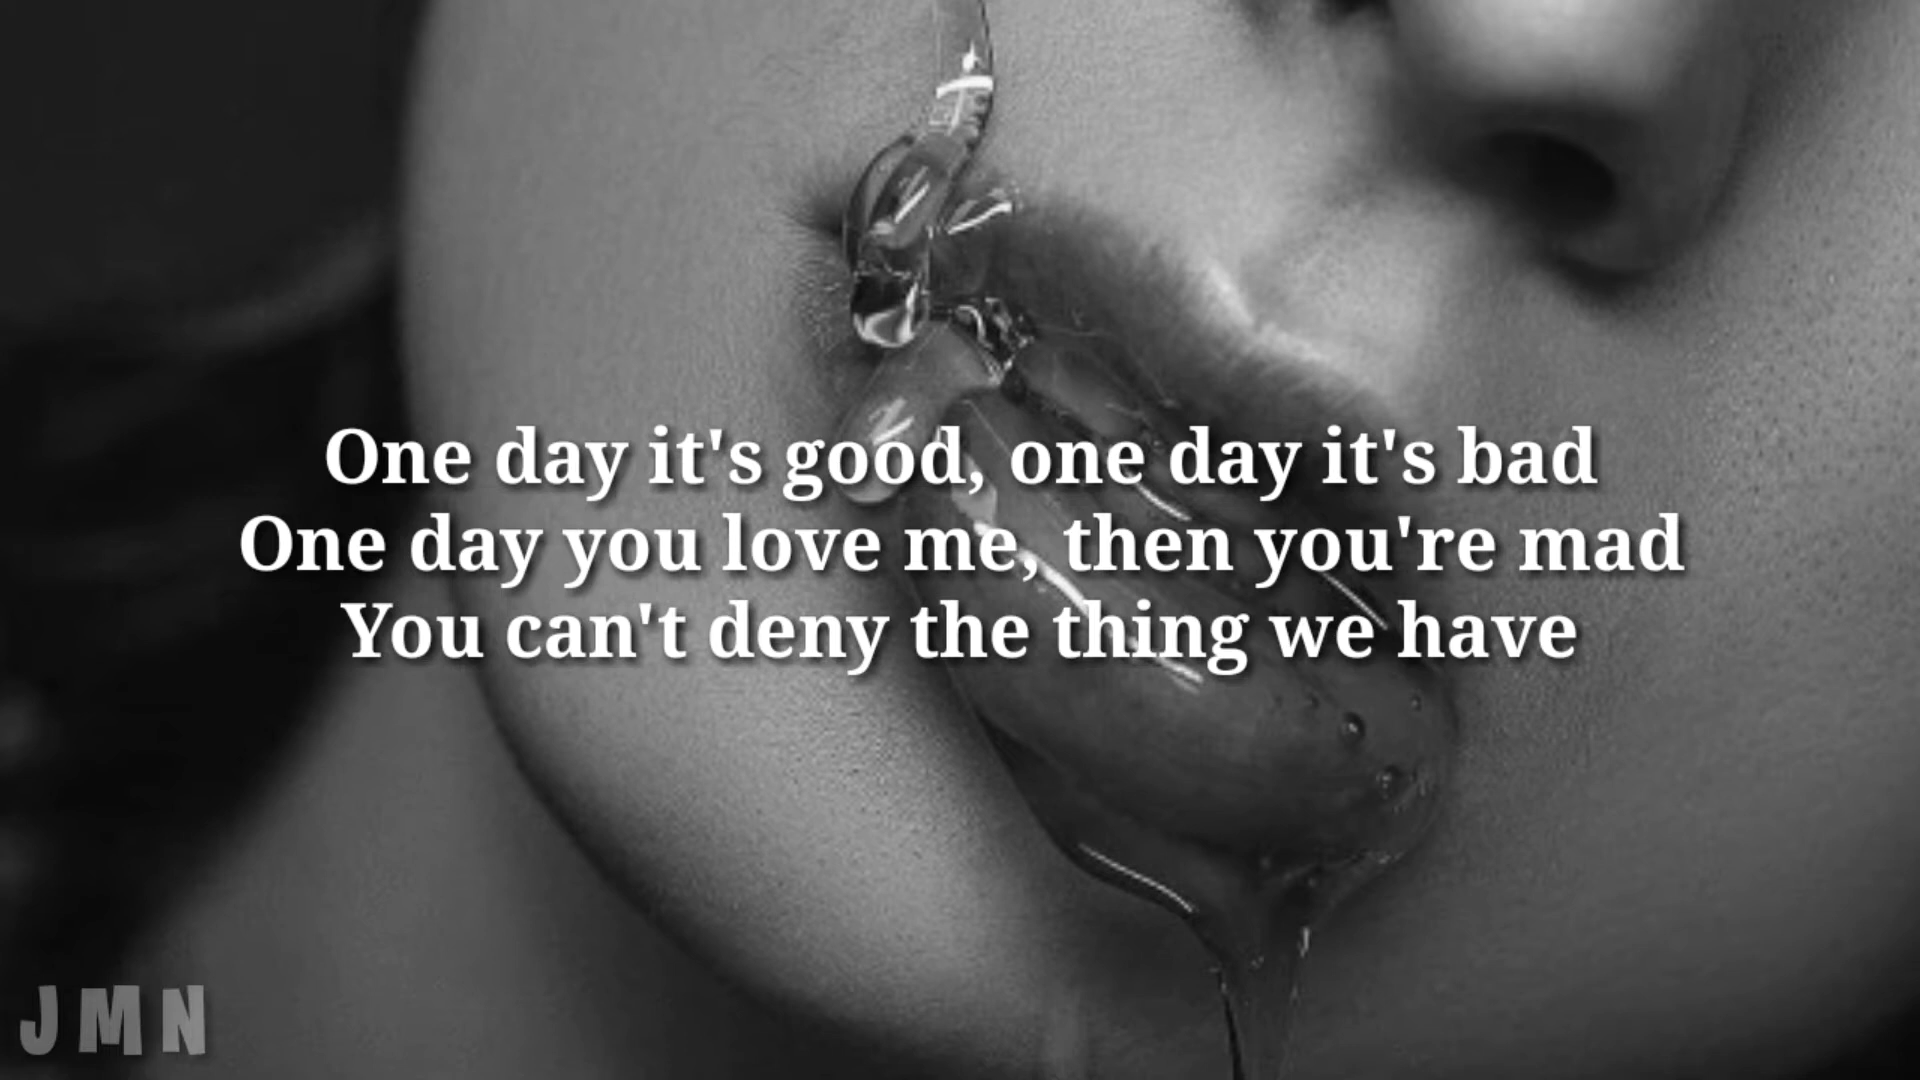 One day it's good, one day it's bad
One day you love me, then you're mad
You can't deny the thing we have
JMN